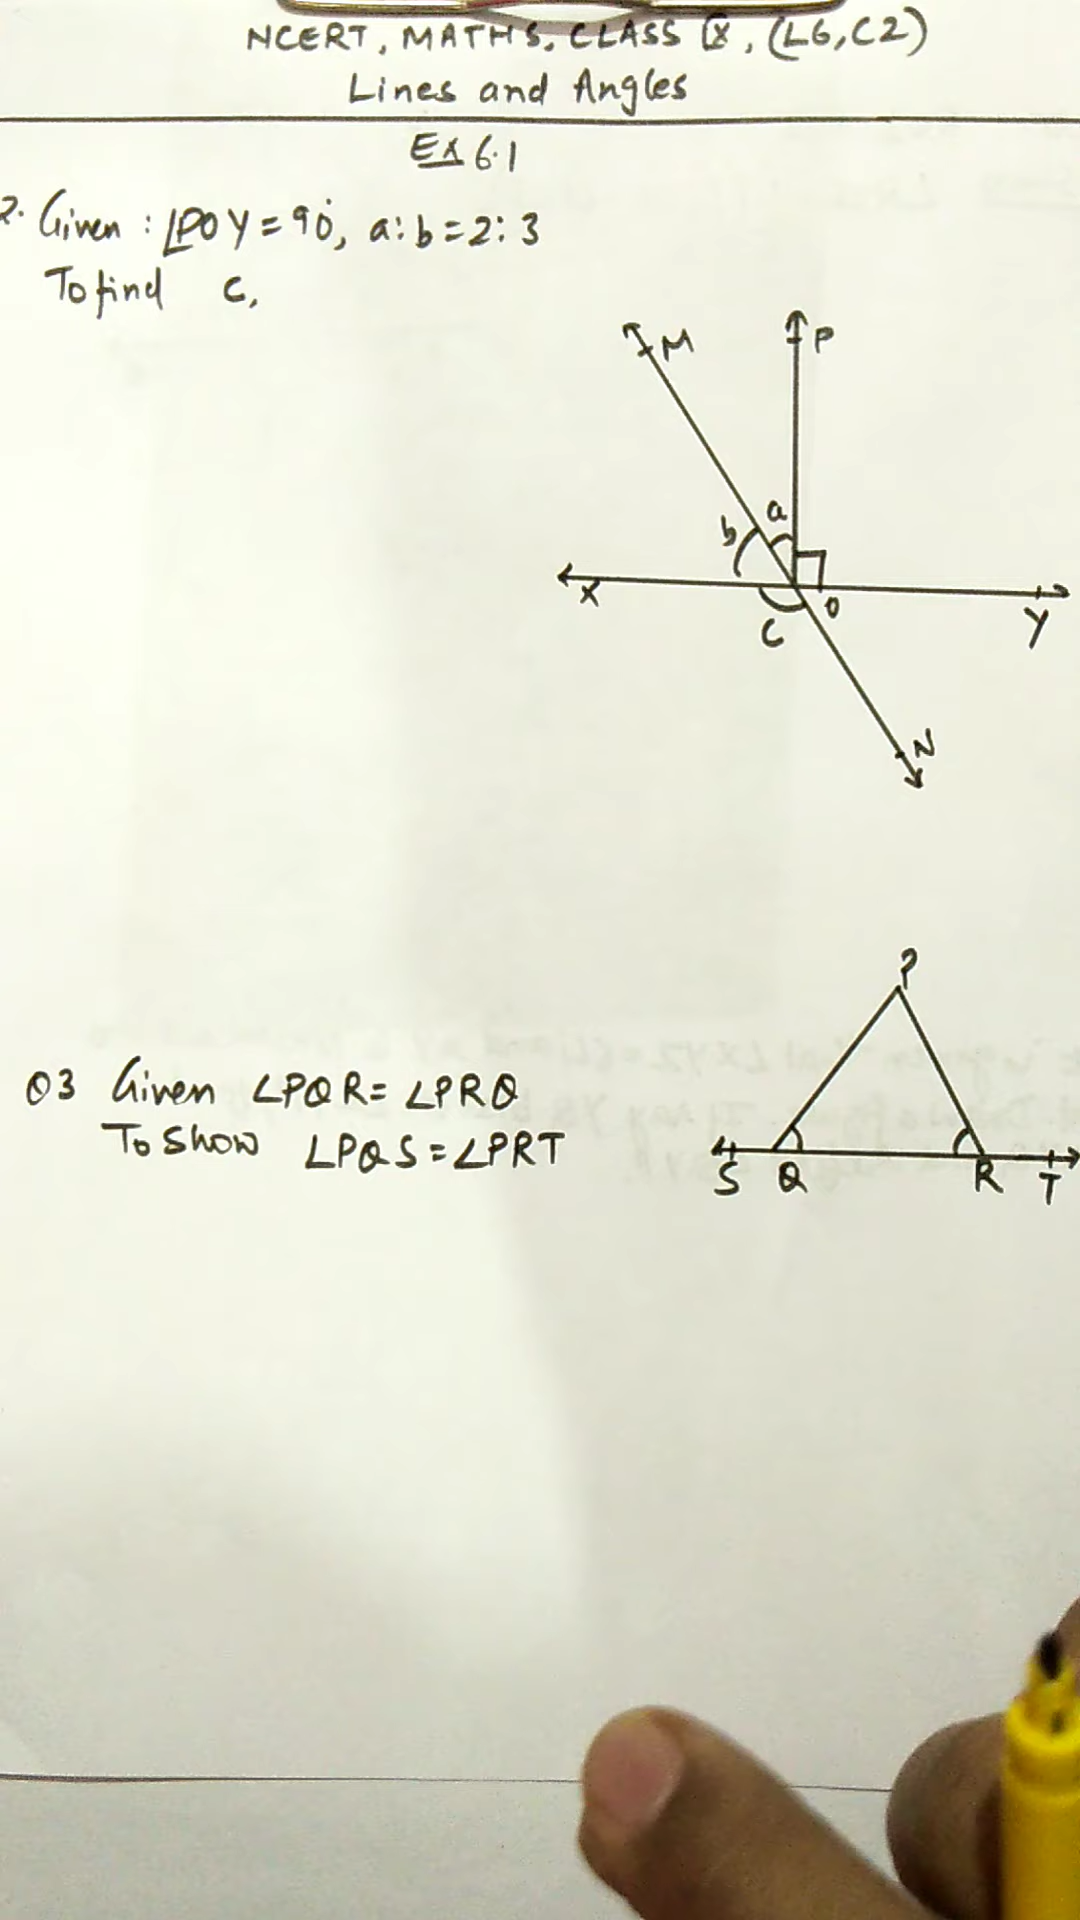 NCERT, MATHS, CLASS IX, (L6, C2)
Lines and Angles
Ex 6.1
2. Given : ∠POY = 90°, a:b = 2:3
To find c,
M
P
a
b
X
O
Y
C
N
P
Q3 Given ∠PQR = ∠PRQ
To Show ∠PQS = ∠PRT
S Q R T